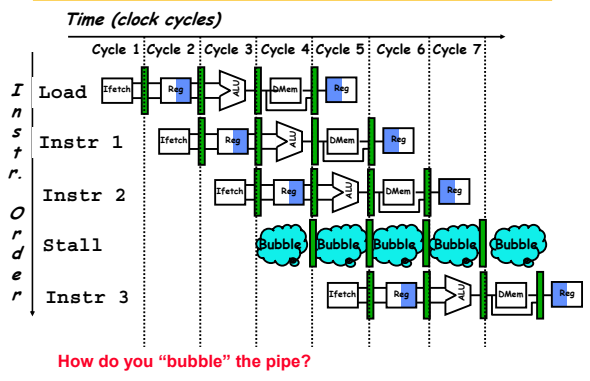 Time (clock cycles)
Cycle 1 Cycle 2 Cycle 3 Cycle 4 Cycle 5 Cycle 6 Cycle 7
Instr. Order
Load Ifetch Reg ALU DMem Reg
Instr 1 Ifetch Reg ALU DMem Reg
Instr 2 Ifetch Reg ALU DMem Reg
Stall Bubble Bubble Bubble Bubble Bubble
Instr 3 Ifetch Reg ALU DMem Reg
How do you “bubble” the pipe?